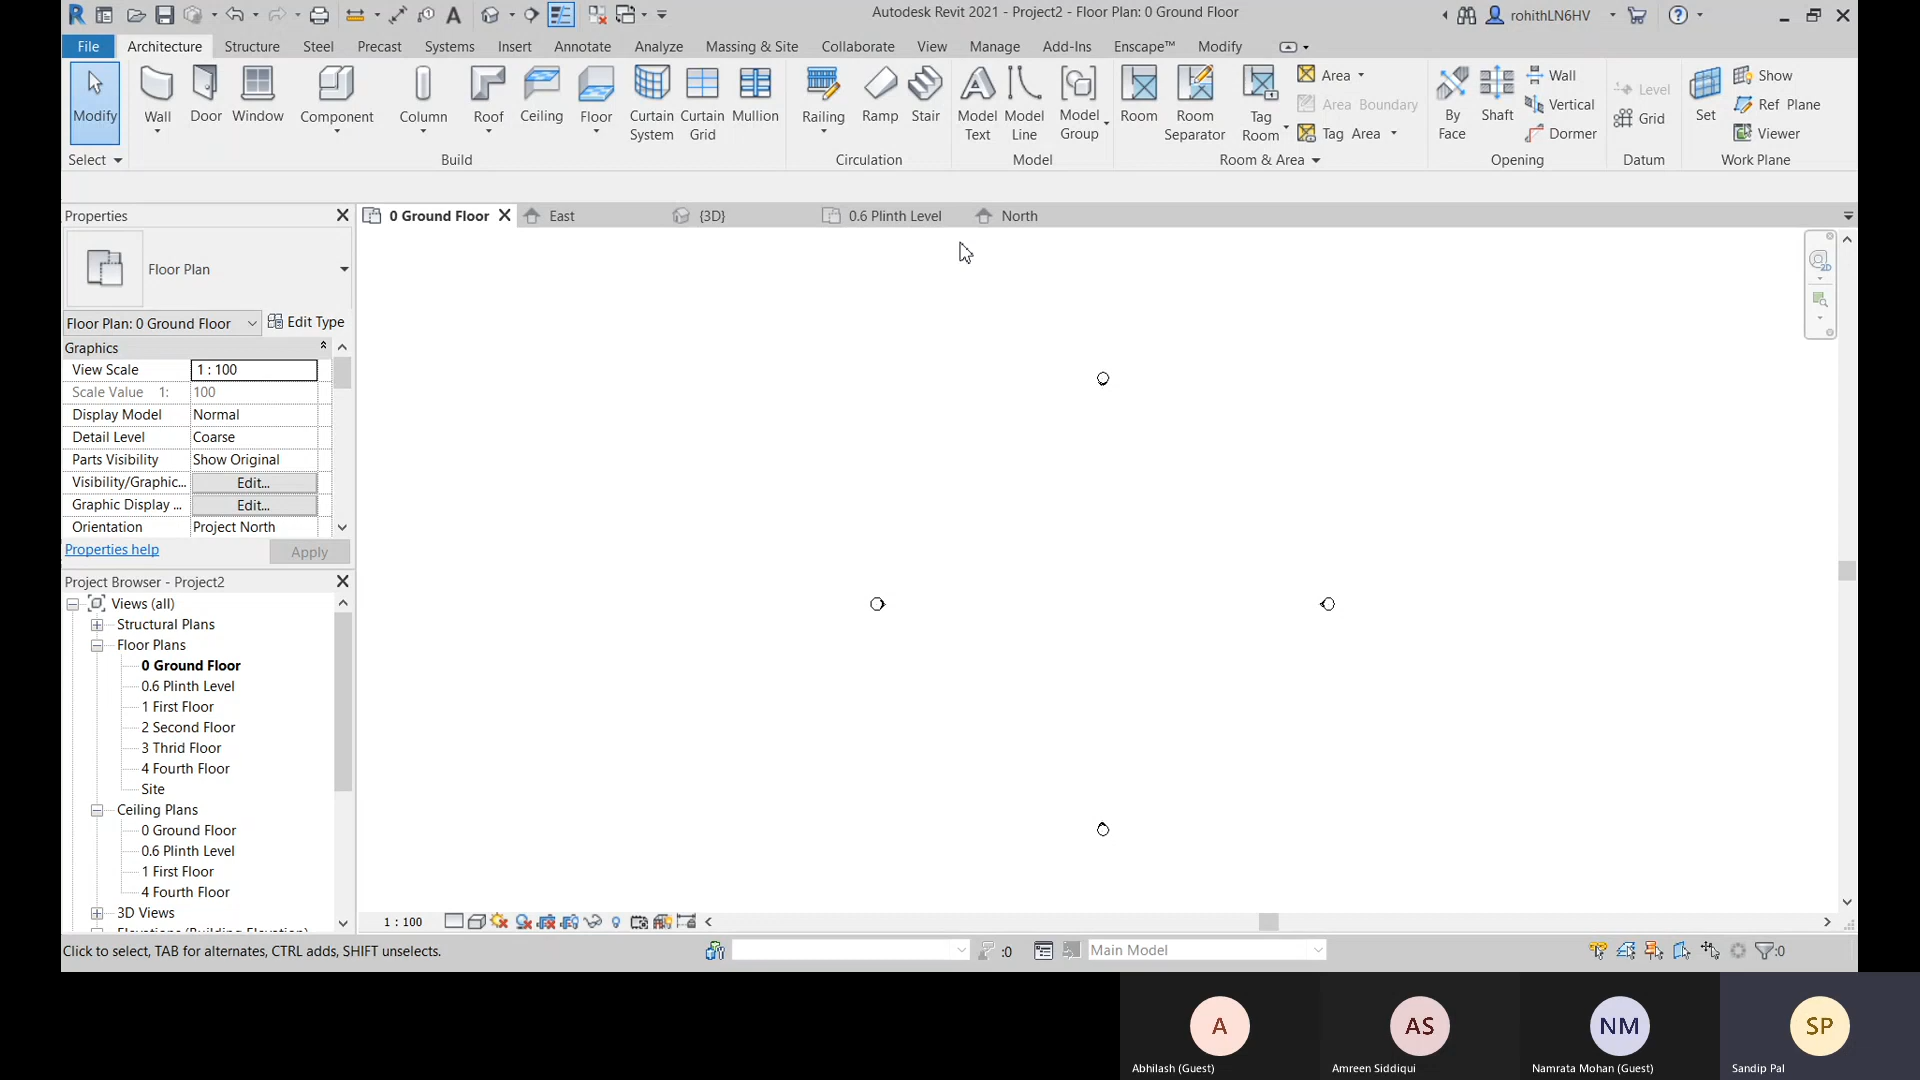 Autodesk Revit 2021 - Project2 - Floor Plan: 0 Ground Floor
rohithLN6HV
File Architecture Structure Steel Precast Systems Insert Annotate Analyze Massing & Site Collaborate View Manage Add-Ins Enscape™ Modify
Modify
Wall
Door
Window
Component
Column
Roof
Ceiling
Floor
Curtain System
Curtain Grid
Mullion
Railing
Ramp
Stair
Model Text
Model Line
Model Group
Room
Room Separator
Tag Room
Area
Area Boundary
Tag Area
By Face
Shaft
Wall
Vertical
Dormer
Level
Grid
Set
Show
Ref Plane
Viewer
Select Build Circulation Model Room & Area Opening Datum Work Plane
Properties
0 Ground Floor East {3D} 0.6 Plinth Level North
Floor Plan
Floor Plan: 0 Ground Floor Edit Type
Graphics
View Scale 1 : 100
Scale Value 1: 100
Display Model Normal
Detail Level Coarse
Parts Visibility Show Original
Visibility/Graphic... Edit...
Graphic Display ... Edit...
Orientation Project North
Properties help Apply
Project Browser - Project2
Views (all)
Structural Plans
Floor Plans
0 Ground Floor
0.6 Plinth Level
1 First Floor
2 Second Floor
3 Thrid Floor
4 Fourth Floor
Site
Ceiling Plans
0 Ground Floor
0.6 Plinth Level
1 First Floor
4 Fourth Floor
3D Views
1 : 100
Click to select, TAB for alternates, CTRL adds, SHIFT unselects.
:0
Main Model
:0
A AS NM SP
Abhilash (Guest) Amreen Siddiqui Namrata Mohan (Guest) Sandip Pal